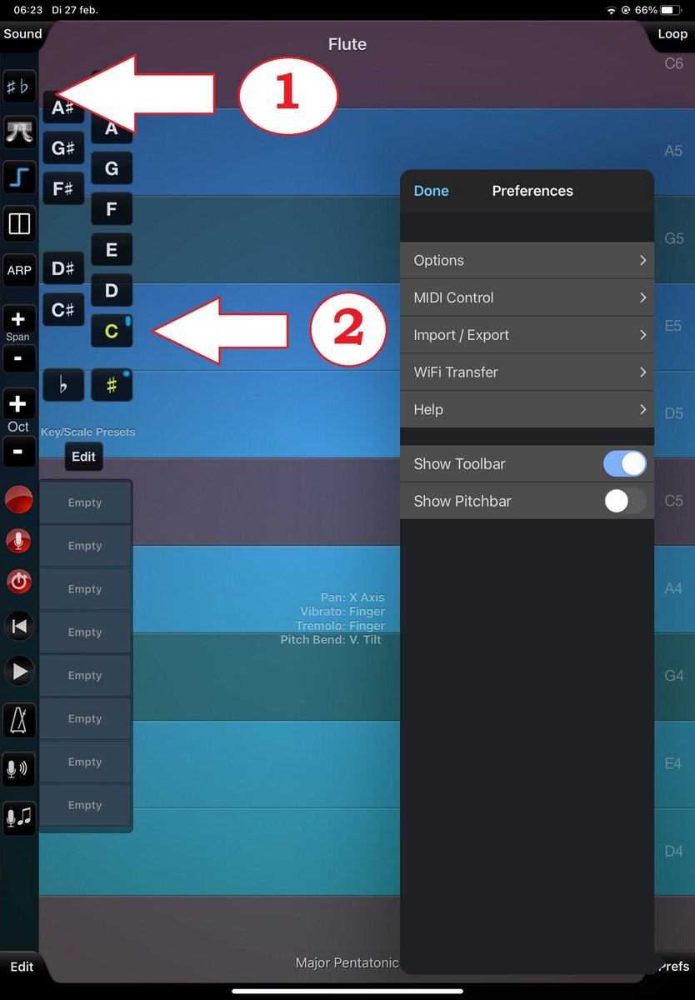 06:23 Di 27 feb. 66%
Sound Flute Loop
C6
♯♭
1
A♯
A
A5
G♯
G
F♯
F
Done Preferences
G5
Options
E
D♯
ARP
MIDI Control
D
C♯
E5
+
Span
-
C
2
Import / Export
WiFi Transfer
♭ ♯
+
Oct
-
Help
D5
Key/Scale Presets
Edit
Show Toolbar
Show Pitchbar
C5
Empty
Empty
Empty
Empty
Empty
Empty
Empty
Empty
Pan: X Axis
Vibrato: Finger
Tremolo: Finger
Pitch Bend: V. Tilt
A4
G4
E4
D4
Edit Major Pentatonic Prefs